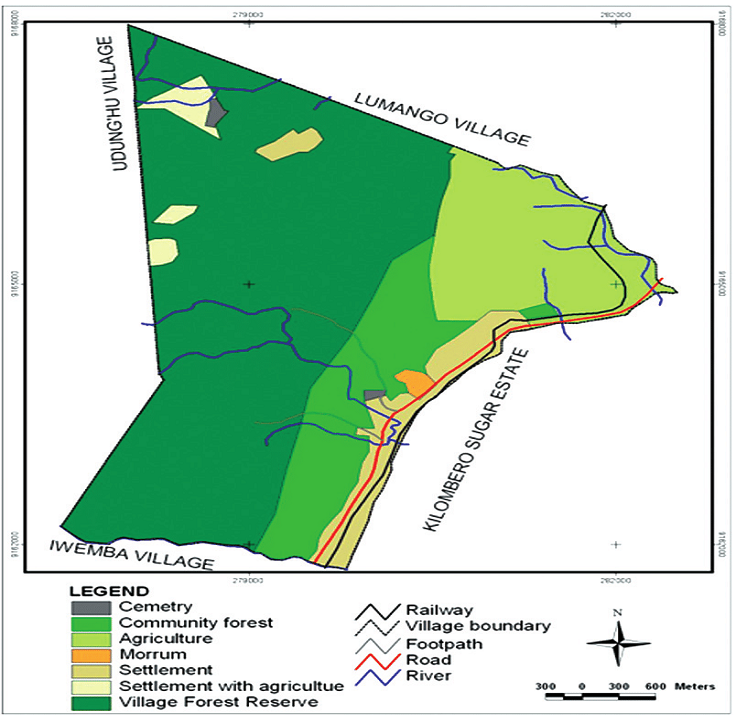 279000 282000
9168000 9168000
UDUNG'HU VILLAGE
LUMANGO VILLAGE
9165000 9165000
KILOMBERO SUGAR ESTATE
9162000 9162000
IWEMBA VILLAGE
279000 282000
LEGEND
Cemetry
Community forest
Agriculture
Morrum
Settlement
Settlement with agricultue
Village Forest Reserve
Railway
Village boundary
Footpath
Road
River
N
300 0 300 600 Meters